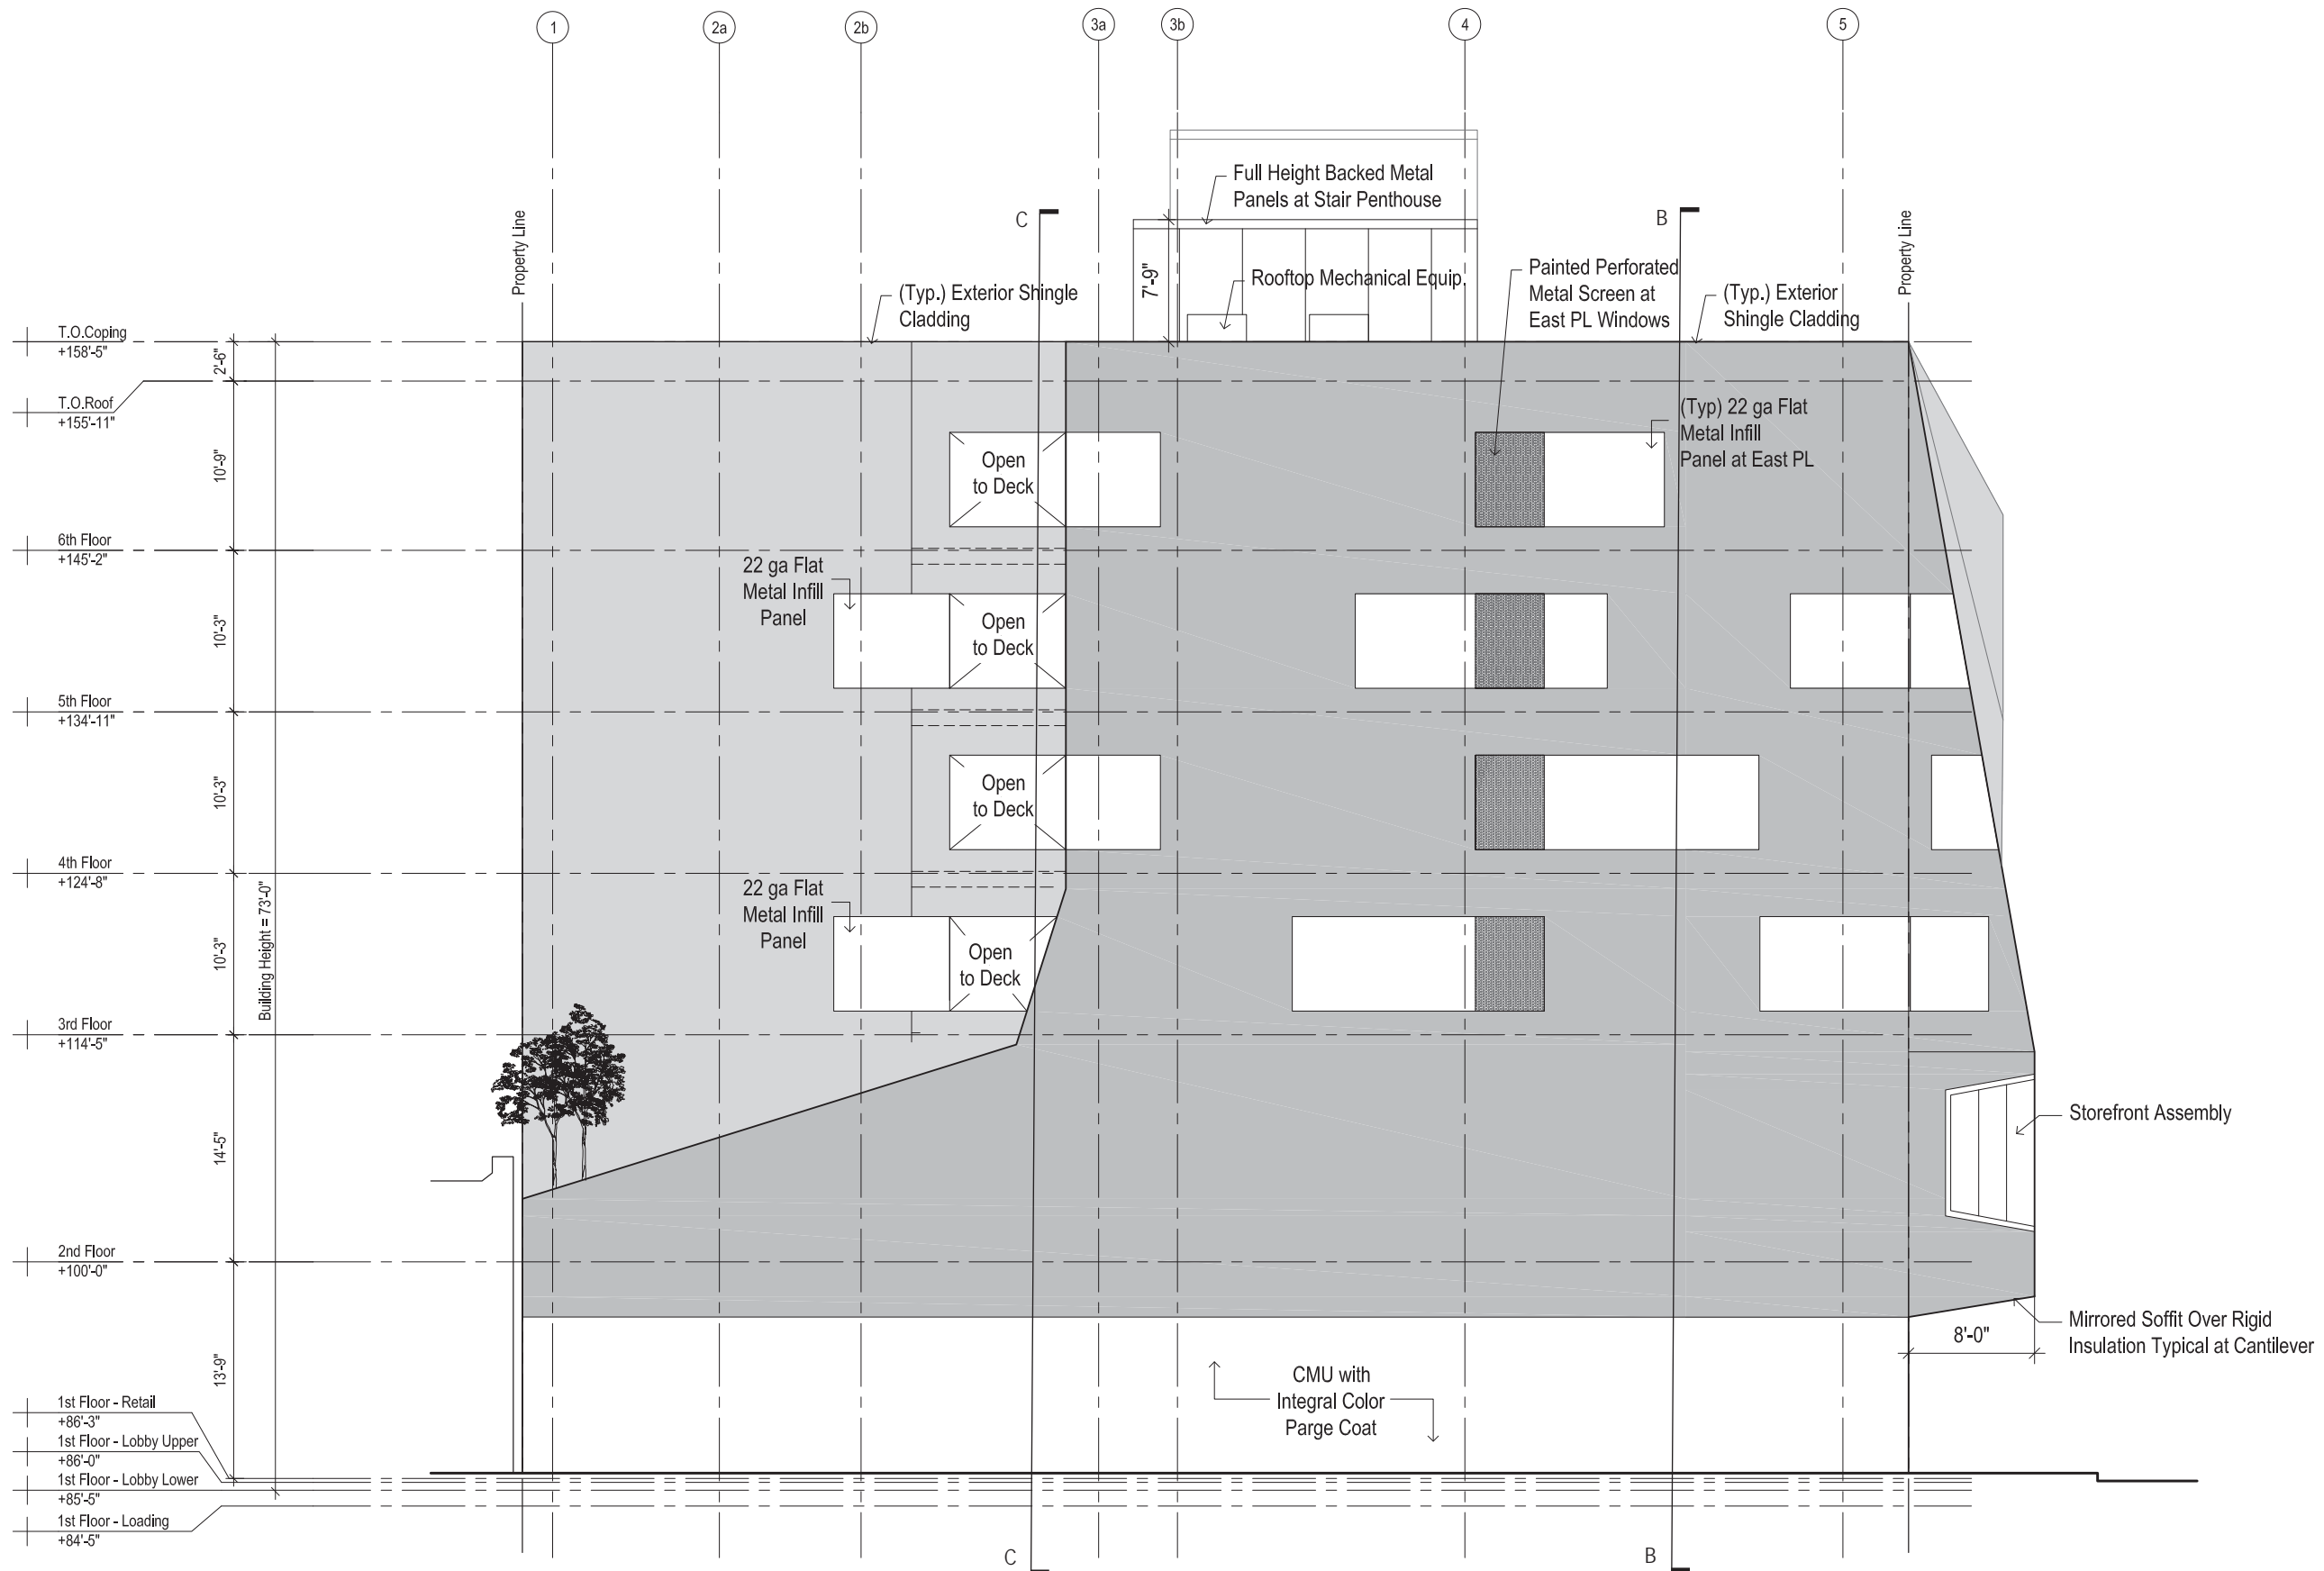 1
2a
2b
3a
3b
4
5
Full Height Backed Metal
Panels at Stair Penthouse
C
B
Property Line
Property Line
7'-9"
Rooftop Mechanical Equip.
Painted Perforated
Metal Screen at
East PL Windows
(Typ.) Exterior Shingle
Cladding
(Typ.) Exterior
Shingle Cladding
T.O.Coping
+158'-5"
2'-6"
T.O.Roof
+155'-11"
(Typ) 22 ga Flat
Metal Infill
Panel at East PL
10'-9"
Open
to Deck
6th Floor
+145'-2"
22 ga Flat
Metal Infill
Panel
10'-3"
Open
to Deck
5th Floor
+134'-11"
10'-3"
Open
to Deck
4th Floor
+124'-8"
22 ga Flat
Metal Infill
Panel
10'-3"
Building Height = 73'-0"
Open
to Deck
3rd Floor
+114'-5"
14'-5"
Storefront Assembly
2nd Floor
+100'-0"
Mirrored Soffit Over Rigid
Insulation Typical at Cantilever
8'-0"
13'-9"
CMU with
Integral Color
Parge Coat
1st Floor - Retail
+86'-3"
1st Floor - Lobby Upper
+86'-0"
1st Floor - Lobby Lower
+85'-5"
1st Floor - Loading
+84'-5"
C
B